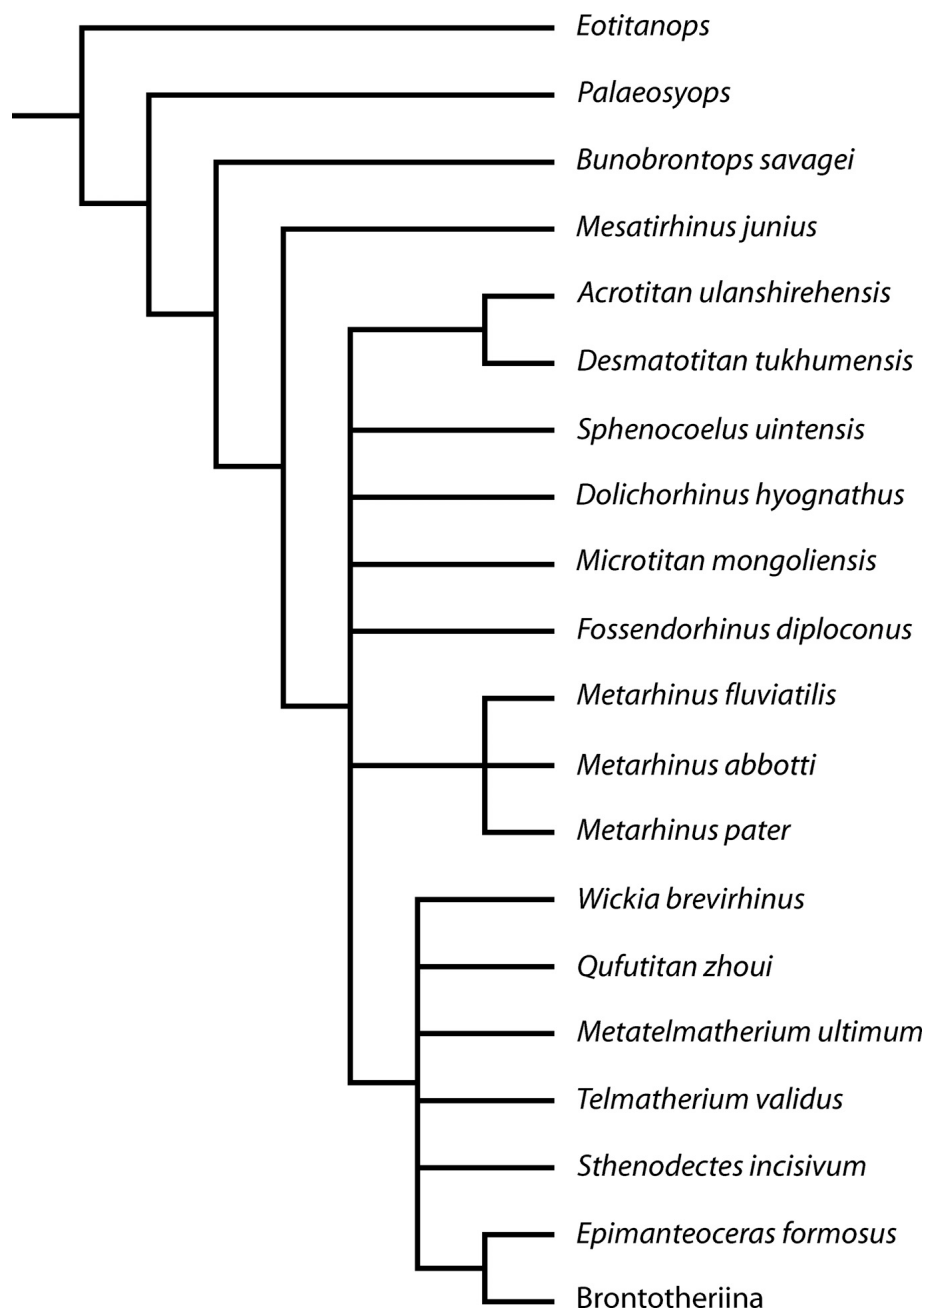 Eotitanops
Palaeosyops
Bunobrontops savagei
Mesatirhinus junius
Acrotitan ulanshirehensis
Desmatotitan tukhumensis
Sphenocoelus uintensis
Dolichorhinus hyognathus
Microtitan mongoliensis
Fossendorhinus diploconus
Metarhinus fluviatilis
Metarhinus abbotti
Metarhinus pater
Wickia brevirhinus
Qufutitan zhoui
Metatelmatherium ultimum
Telmatherium validus
Sthenodectes incisivum
Epimanteoceras formosus
Brontotheriina